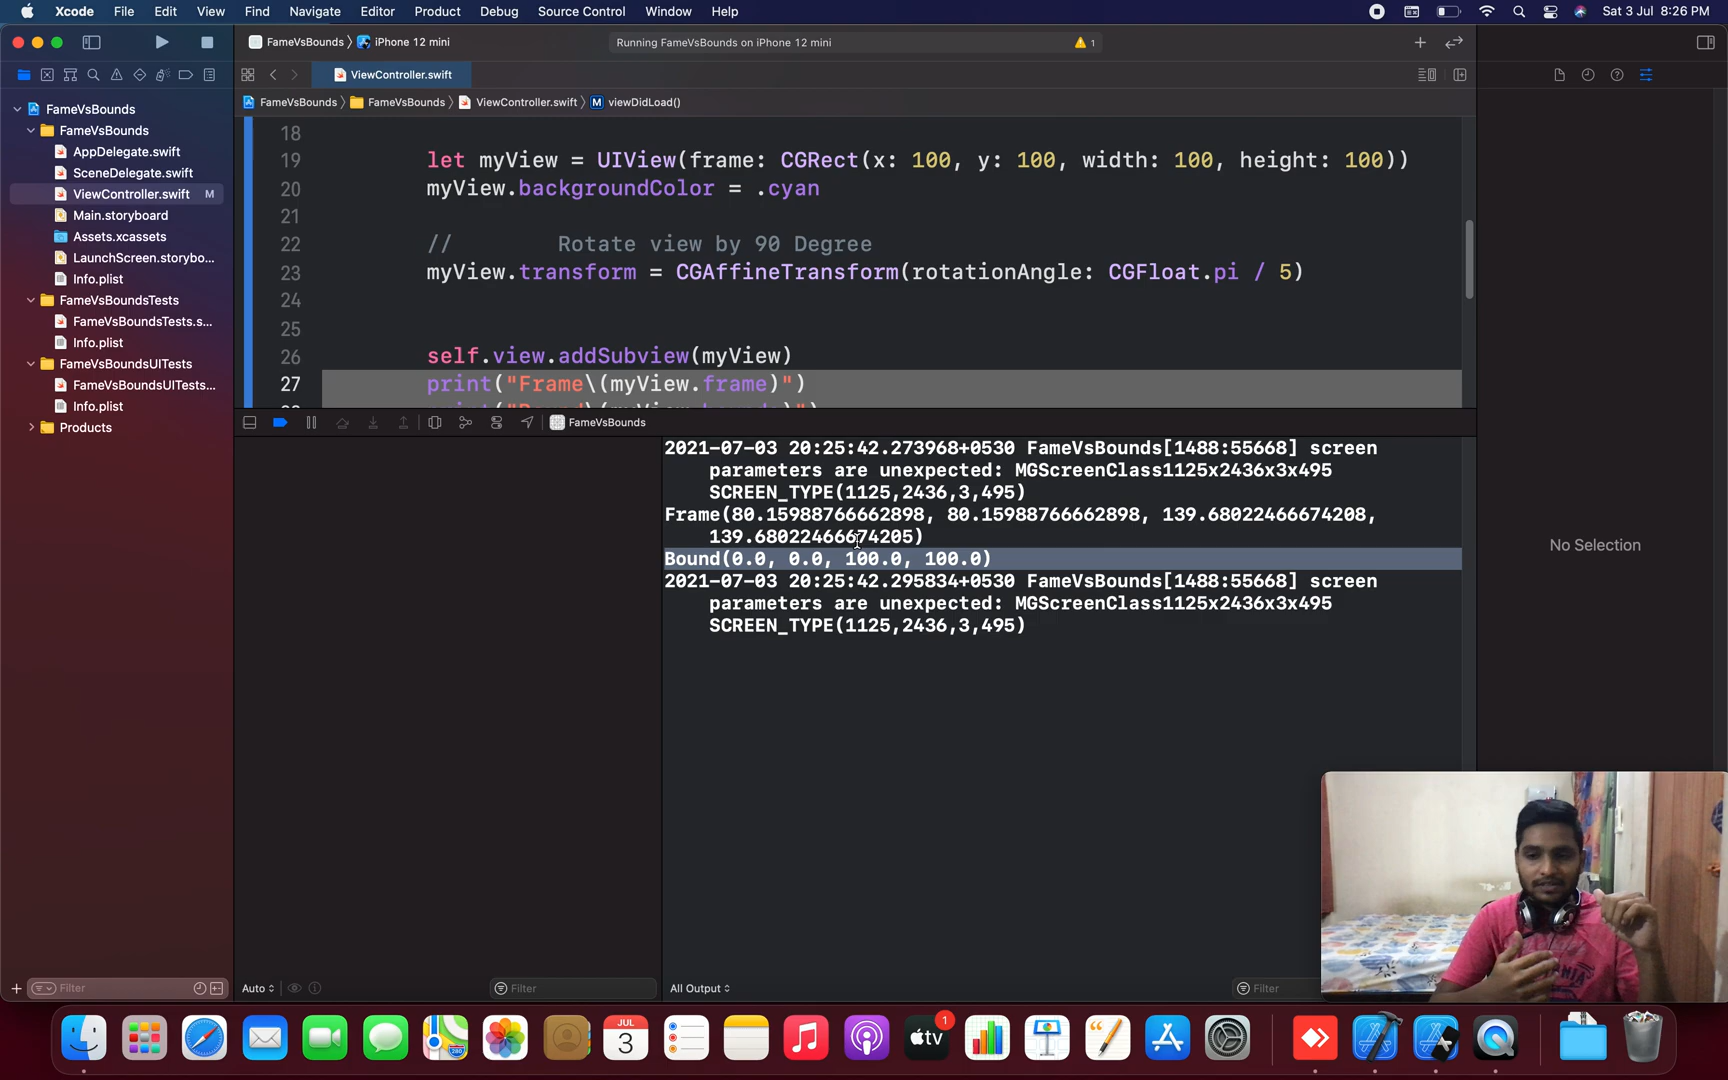 Xcode File Edit View Find Navigate Editor Product Debug Source Control Window Help
Sat 3 Jul 8:26 PM
FameVsBounds iPhone 12 mini
Running FameVsBounds on iPhone 12 mini
1
ViewController.swift
FameVsBounds FameVsBounds ViewController.swift M viewDidLoad()
FameVsBounds
FameVsBounds
AppDelegate.swift
SceneDelegate.swift
ViewController.swift M
Main.storyboard
Assets.xcassets
LaunchScreen.storybo...
Info.plist
FameVsBoundsTests
FameVsBoundsTests.s...
Info.plist
FameVsBoundsUITests
FameVsBoundsUITests...
Info.plist
Products
18
19 let myView = UIView(frame: CGRect(x: 100, y: 100, width: 100, height: 100))
20 myView.backgroundColor = .cyan
21
22 // Rotate view by 90 Degree
23 myView.transform = CGAffineTransform(rotationAngle: CGFloat.pi / 5)
24
25
26 self.view.addSubview(myView)
27 print("Frame\(myView.frame)")
FameVsBounds
2021-07-03 20:25:42.273968+0530 FameVsBounds[1488:55668] screen
parameters are unexpected: MGScreenClass1125x2436x3x495
SCREEN_TYPE(1125,2436,3,495)
Frame(80.15988766662898, 80.15988766662898, 139.68022466674208,
139.68022466674205)
Bound(0.0, 0.0, 100.0, 100.0)
2021-07-03 20:25:42.295834+0530 FameVsBounds[1488:55668] screen
parameters are unexpected: MGScreenClass1125x2436x3x495
SCREEN_TYPE(1125,2436,3,495)
No Selection
Filter
Auto
Filter
All Output
Filter
JUL
3
tv
1
280